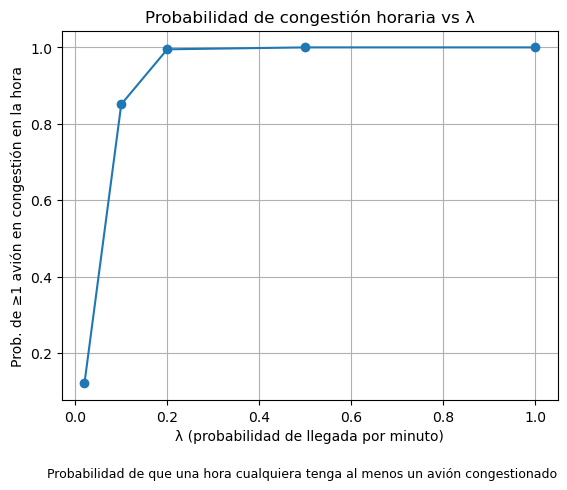 Probabilidad de congestión horaria vs λ
Prob. de ≥1 avión en congestión en la hora
1.0
0.8
0.6
0.4
0.2
0.0 0.2 0.4 0.6 0.8 1.0
λ (probabilidad de llegada por minuto)
Probabilidad de que una hora cualquiera tenga al menos un avión congestionado